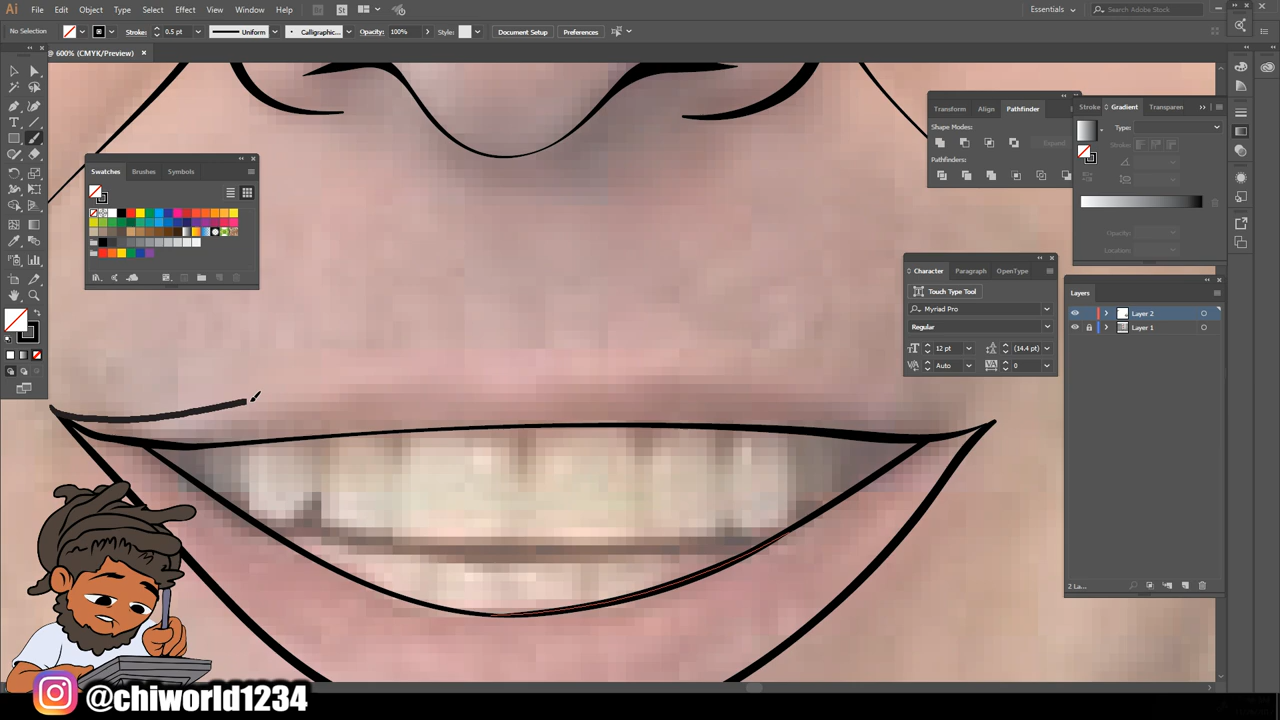 Ai File Edit Object Type Select Effect View Window Help Br St Essentials Search Adobe Stock
No Selection Stroke: 0.5 pt Uniform Calligraphic... Opacity: 100% Style: Document Setup Preferences
@ 600% (CMYK/Preview)
Transform Align Pathfinder
Stroke Gradient Transparen
Shape Modes:
Type:
Expand
Stroke:
Pathfinders:
Swatches Brushes Symbols
Opacity:
Location:
Character Paragraph OpenType
Touch Type Tool
Layers
Myriad Pro
Layer 2
Regular
Layer 1
12 pt (14.4 pt)
Auto 0
2 La...
@chiworld1234